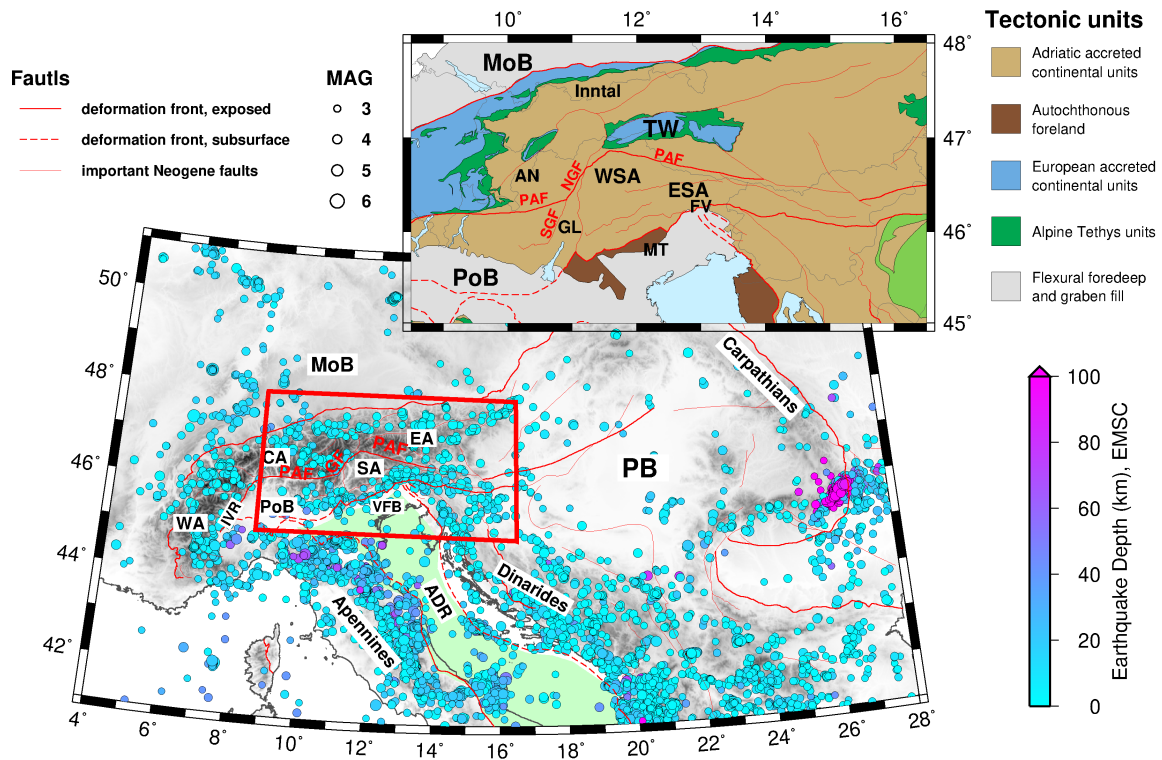 10° 12° 14° 16°
Tectonic units
48°
47°
46°
45°
MoB
Inntal
TW
PAF
AN
NGF
WSA
PAF
ESA
FV
SGF
GL
MT
PoB
Adriatic accreted
continental units
Autochthonous
foreland
European accreted
continental units
Alpine Tethys units
Flexural foredeep
and graben fill
Fautls
MAG
deformation front, exposed
3
deformation front, subsurface
4
important Neogene faults
5
6
50°
48°
46°
44°
42°
MoB
Carpathians
EA
PAF
CA
GF
PAF
SA
PB
PoB
VFB
WA
IVR
Dinarides
ADR
Apennines
4° 6° 8° 10° 12° 14° 16° 18° 20° 22° 24° 26° 28°
100
80
60
40
20
0
Earthquake Depth (km), EMSC